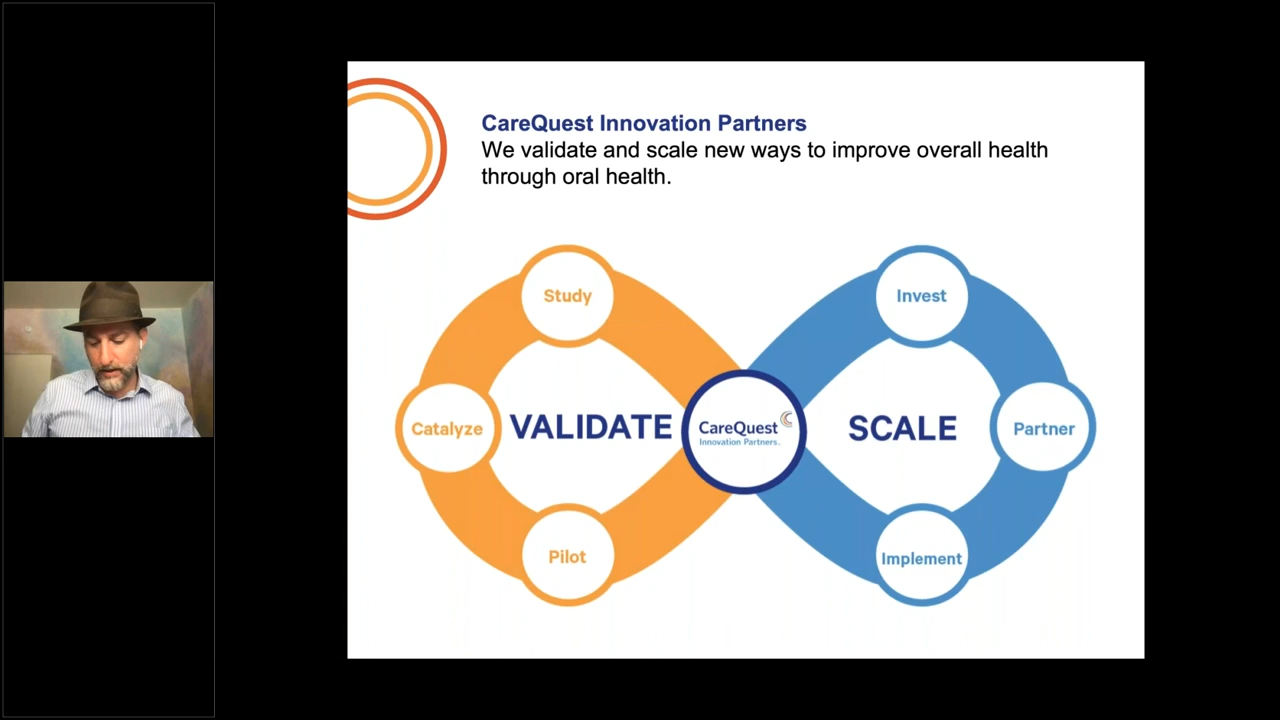 CareQuest Innovation Partners
We validate and scale new ways to improve overall health
through oral health.
Study
Invest
Catalyze
VALIDATE
CareQuest
Innovation Partners.
SCALE
Partner
Pilot
Implement